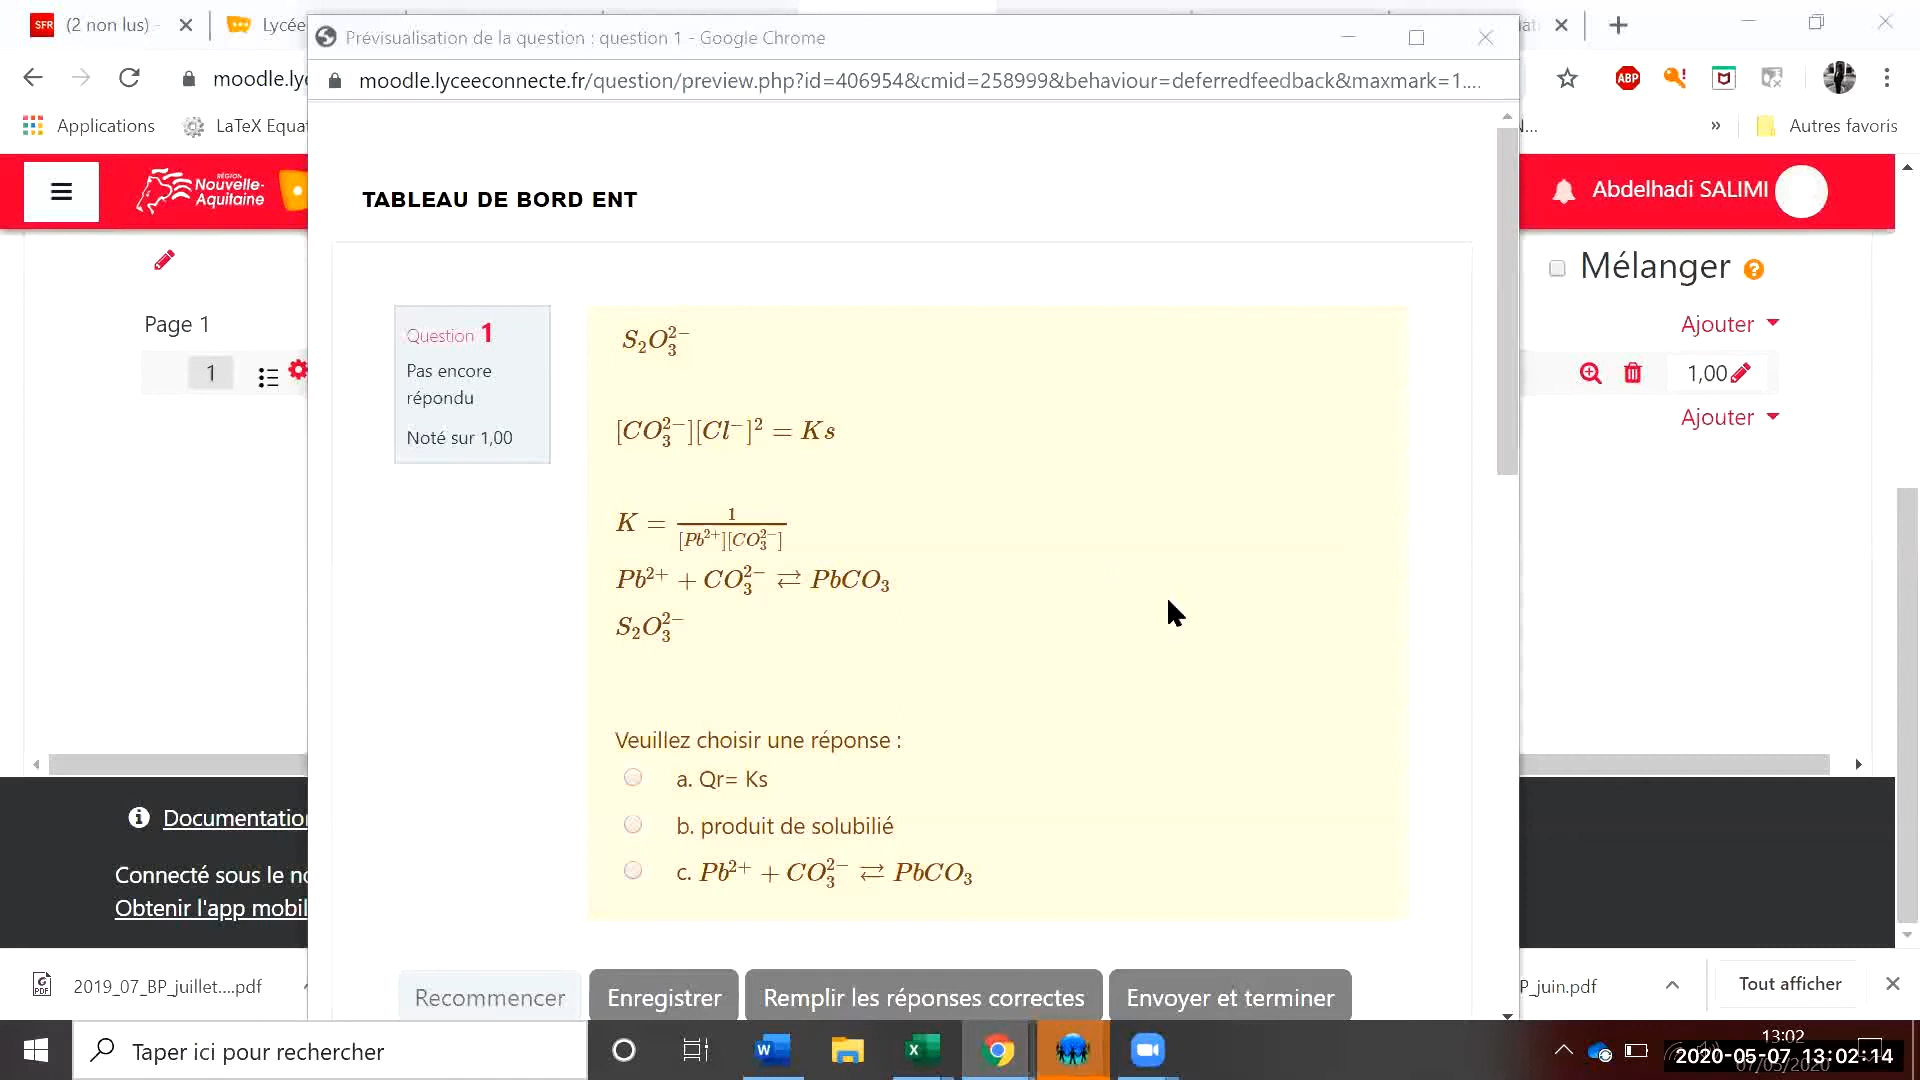 SFR (2 non lus) - Lycée
Prévisualisation de la question : question 1 - Google Chrome
moodle.lyc
moodle.lyceeconnecte.fr/question/preview.php?id=406954&cmid=258999&behaviour=deferredfeedback&maxmark=1....
ABP
Applications LaTeX Equa
» Autres favoris
RÉGION
Nouvelle-
Aquitaine
Abdelhadi SALIMI
TABLEAU DE BORD ENT
Mélanger ?
Page 1
Ajouter
1
1,00
Ajouter
Question 1
Pas encore
répondu
Noté sur 1,00
S₂O₃²⁻
[CO₃²⁻][Cl⁻]² = Ks
K = 1/([Pb²⁺][CO₃²⁻])
Pb²⁺ + CO₃²⁻ ⇄ PbCO₃
S₂O₃²⁻
Veuillez choisir une réponse :
a. Qr= Ks
b. produit de solubilié
c. Pb²⁺ + CO₃²⁻ ⇄ PbCO₃
Documentation
Connecté sous le no
Obtenir l'app mobil
Recommencer Enregistrer Remplir les réponses correctes Envoyer et terminer
2019_07_BP_juillet....pdf
P_juin.pdf
Tout afficher
Taper ici pour rechercher
13:02
2020-05-07 13:02:14